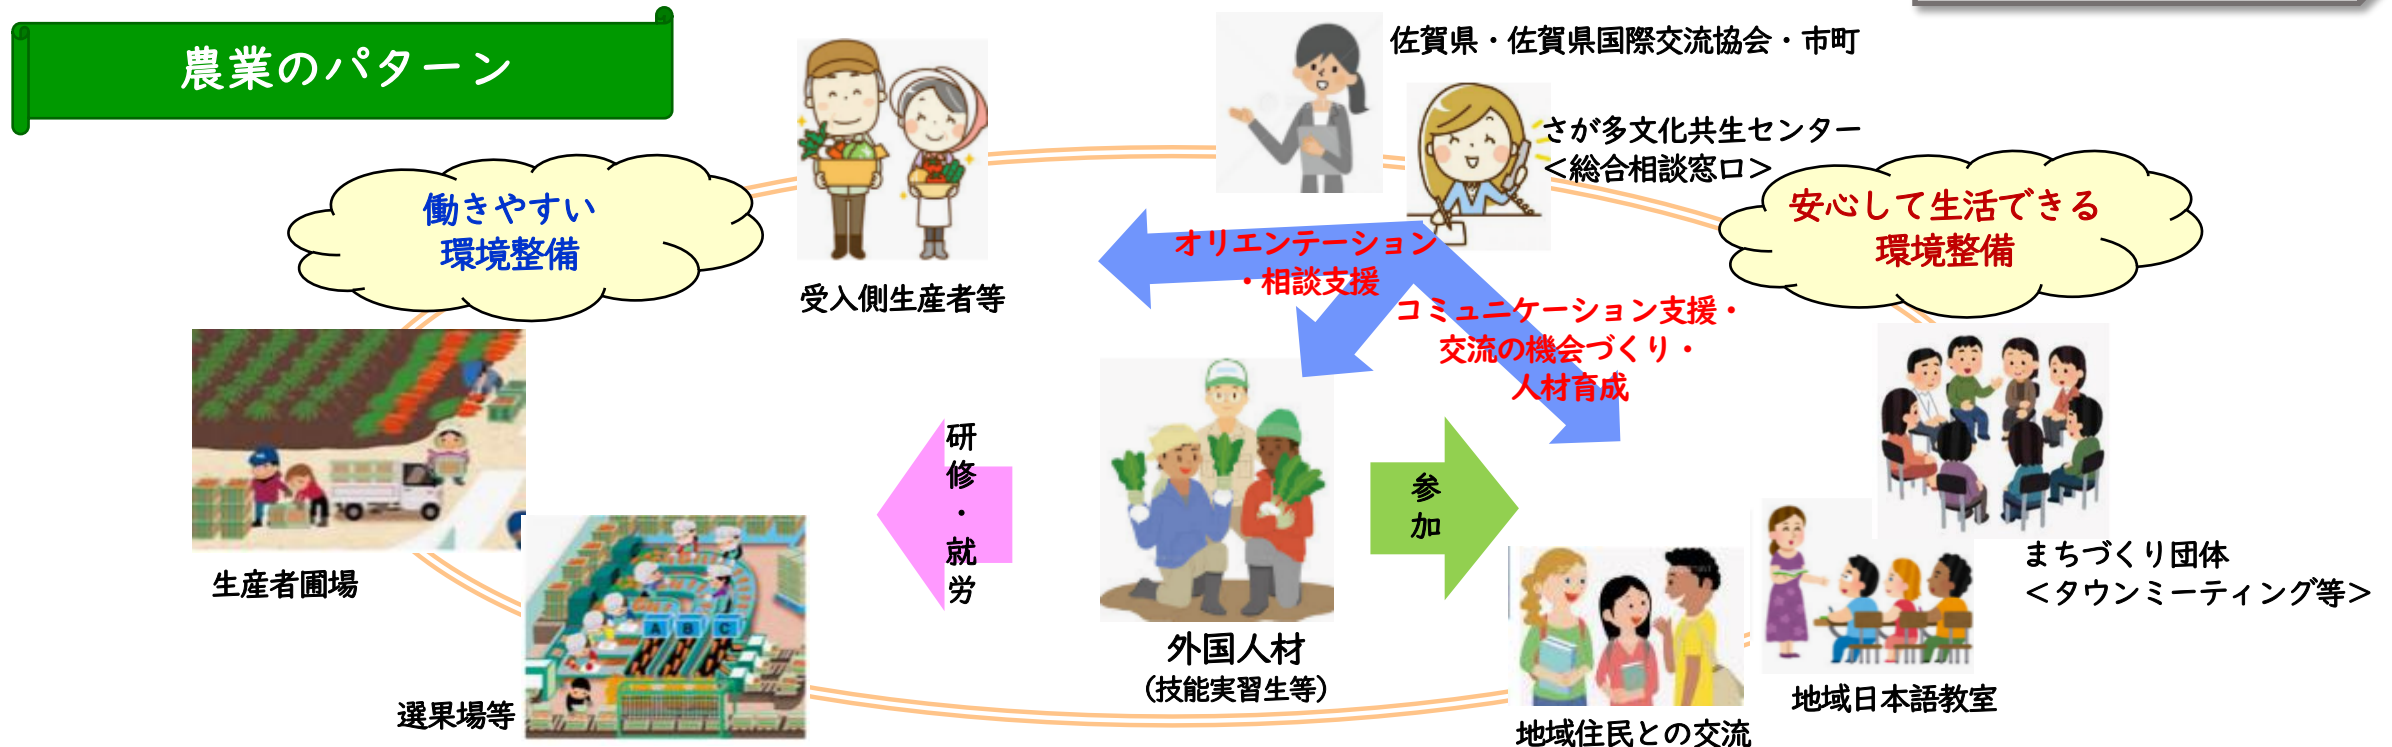 農業のパターン
佐賀県・佐賀県国際交流協会・市町
さが多文化共生センター
＜総合相談窓口＞
働きやすい
環境整備
安心して生活できる
環境整備
受入側生産者等
オリエンテーション
・相談支援
コミュニケーション支援・
交流の機会づくり・
人材育成
研修・就労
参加
生産者圃場
選果場等
A B C
外国人材
（技能実習生等）
まちづくり団体
＜タウンミーティング等＞
地域日本語教室
地域住民との交流